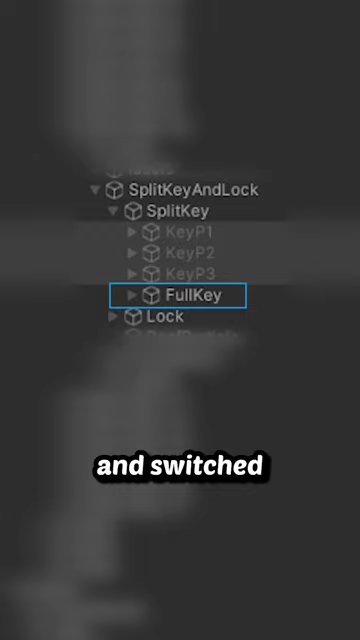 SplitKeyAndLock
SplitKey
KeyP1
KeyP2
KeyP3
FullKey
Lock
and switched